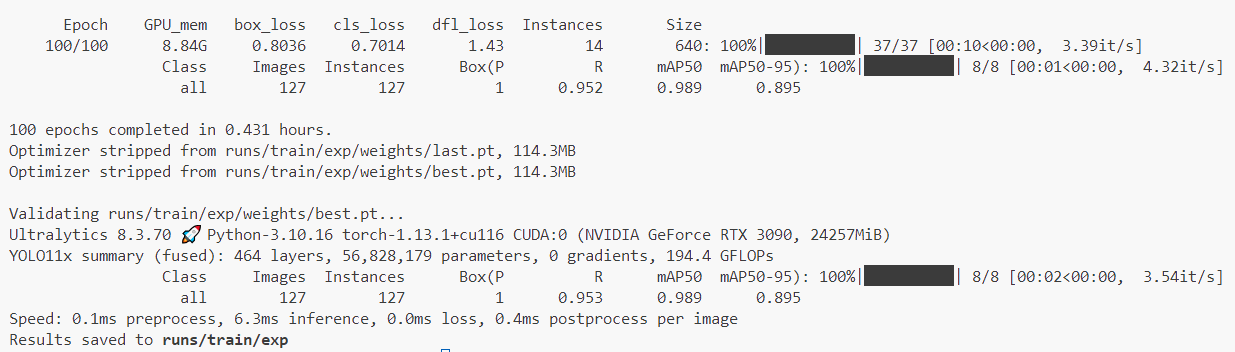 Epoch GPU_mem box_loss cls_loss dfl_loss Instances Size
100/100 8.84G 0.8036 0.7014 1.43 14 640: 100%|██████████| 37/37 [00:10<00:00, 3.39it/s]
Class Images Instances Box(P R mAP50 mAP50-95): 100%|██████████| 8/8 [00:01<00:00, 4.32it/s]
all 127 127 1 0.952 0.989 0.895
100 epochs completed in 0.431 hours.
Optimizer stripped from runs/train/exp/weights/last.pt, 114.3MB
Optimizer stripped from runs/train/exp/weights/best.pt, 114.3MB
Validating runs/train/exp/weights/best.pt...
Ultralytics 8.3.70 🚀 Python-3.10.16 torch-1.13.1+cu116 CUDA:0 (NVIDIA GeForce RTX 3090, 24257MiB)
YOLO11x summary (fused): 464 layers, 56,828,179 parameters, 0 gradients, 194.4 GFLOPs
Class Images Instances Box(P R mAP50 mAP50-95): 100%|██████████| 8/8 [00:02<00:00, 3.54it/s]
all 127 127 1 0.953 0.989 0.895
Speed: 0.1ms preprocess, 6.3ms inference, 0.0ms loss, 0.4ms postprocess per image
Results saved to runs/train/exp